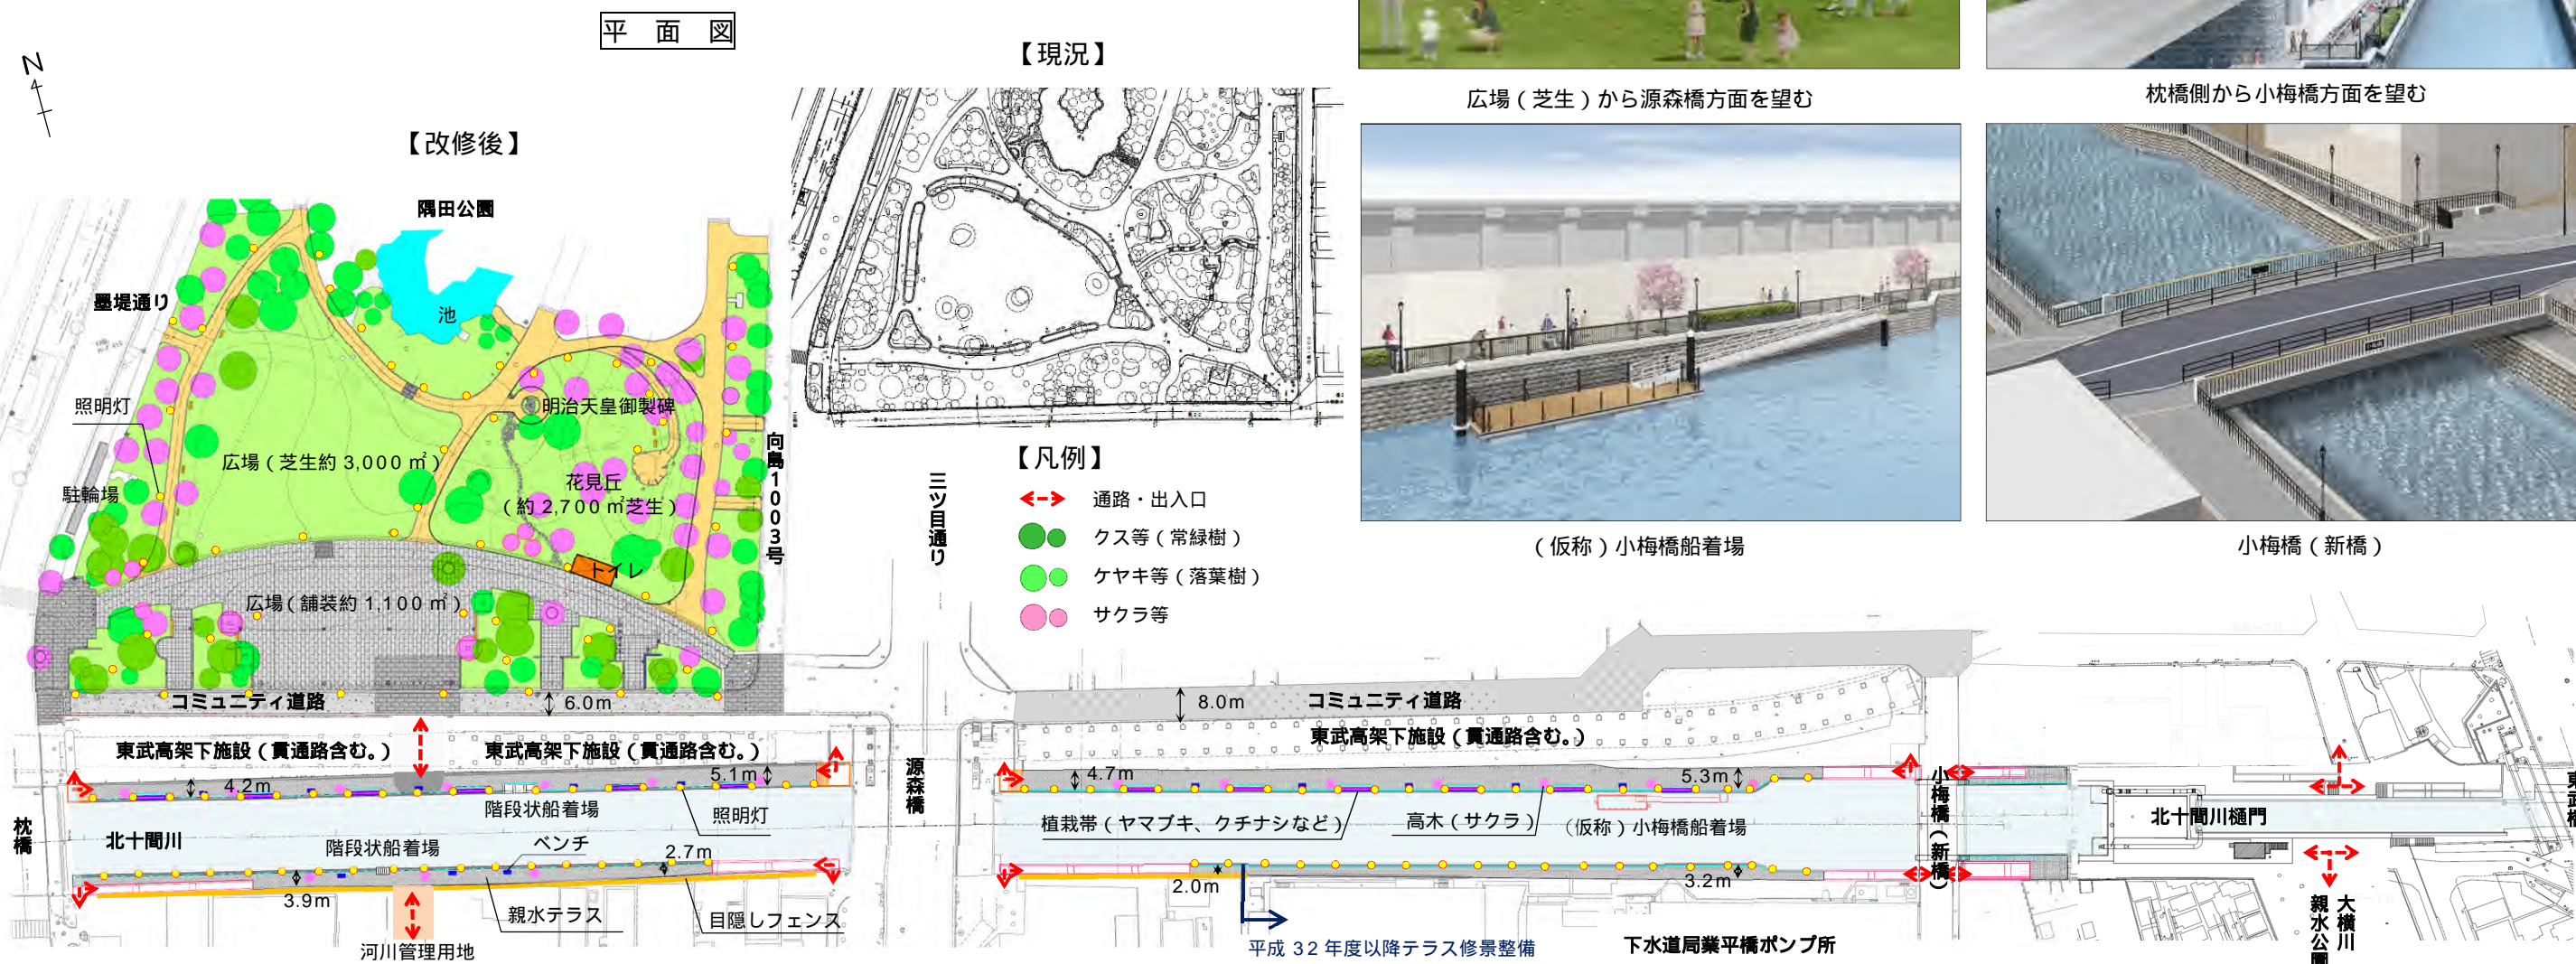 平 面 図
N
【現況】
【改修後】
隅田公園
墨堤通り
池
照明灯
明治天皇御製碑
広場（芝生約 3,000 ㎡）
駐輪場
花見丘
（約 2,700 ㎡芝生）
向島1003号
トイレ
広場（舗装約 1,100 ㎡）
コミュニティ道路
6.0m
東武高架下施設（貫通路含む。）
東武高架下施設（貫通路含む。）
4.2m
5.1m
階段状船着場
照明灯
枕橋
北十間川
階段状船着場
ベンチ
2.7m
3.9m
親水テラス
目隠しフェンス
河川管理用地
三ツ目通り
源森橋
【凡例】
通路・出入口
クス等（常緑樹）
ケヤキ等（落葉樹）
サクラ等
広場（芝生）から源森橋方面を望む
枕橋側から小梅橋方面を望む
（仮称）小梅橋船着場
小梅橋（新橋）
8.0m
コミュニティ道路
東武高架下施設（貫通路含む。）
4.7m
5.3m
植栽帯（ヤマブキ、クチナシなど）
高木（サクラ）
（仮称）小梅橋船着場
小梅橋（新橋）
北十間川樋門
東武橋
2.0m
3.2m
平成 32 年度以降テラス修景整備
下水道局業平橋ポンプ所
大横川
親水公園